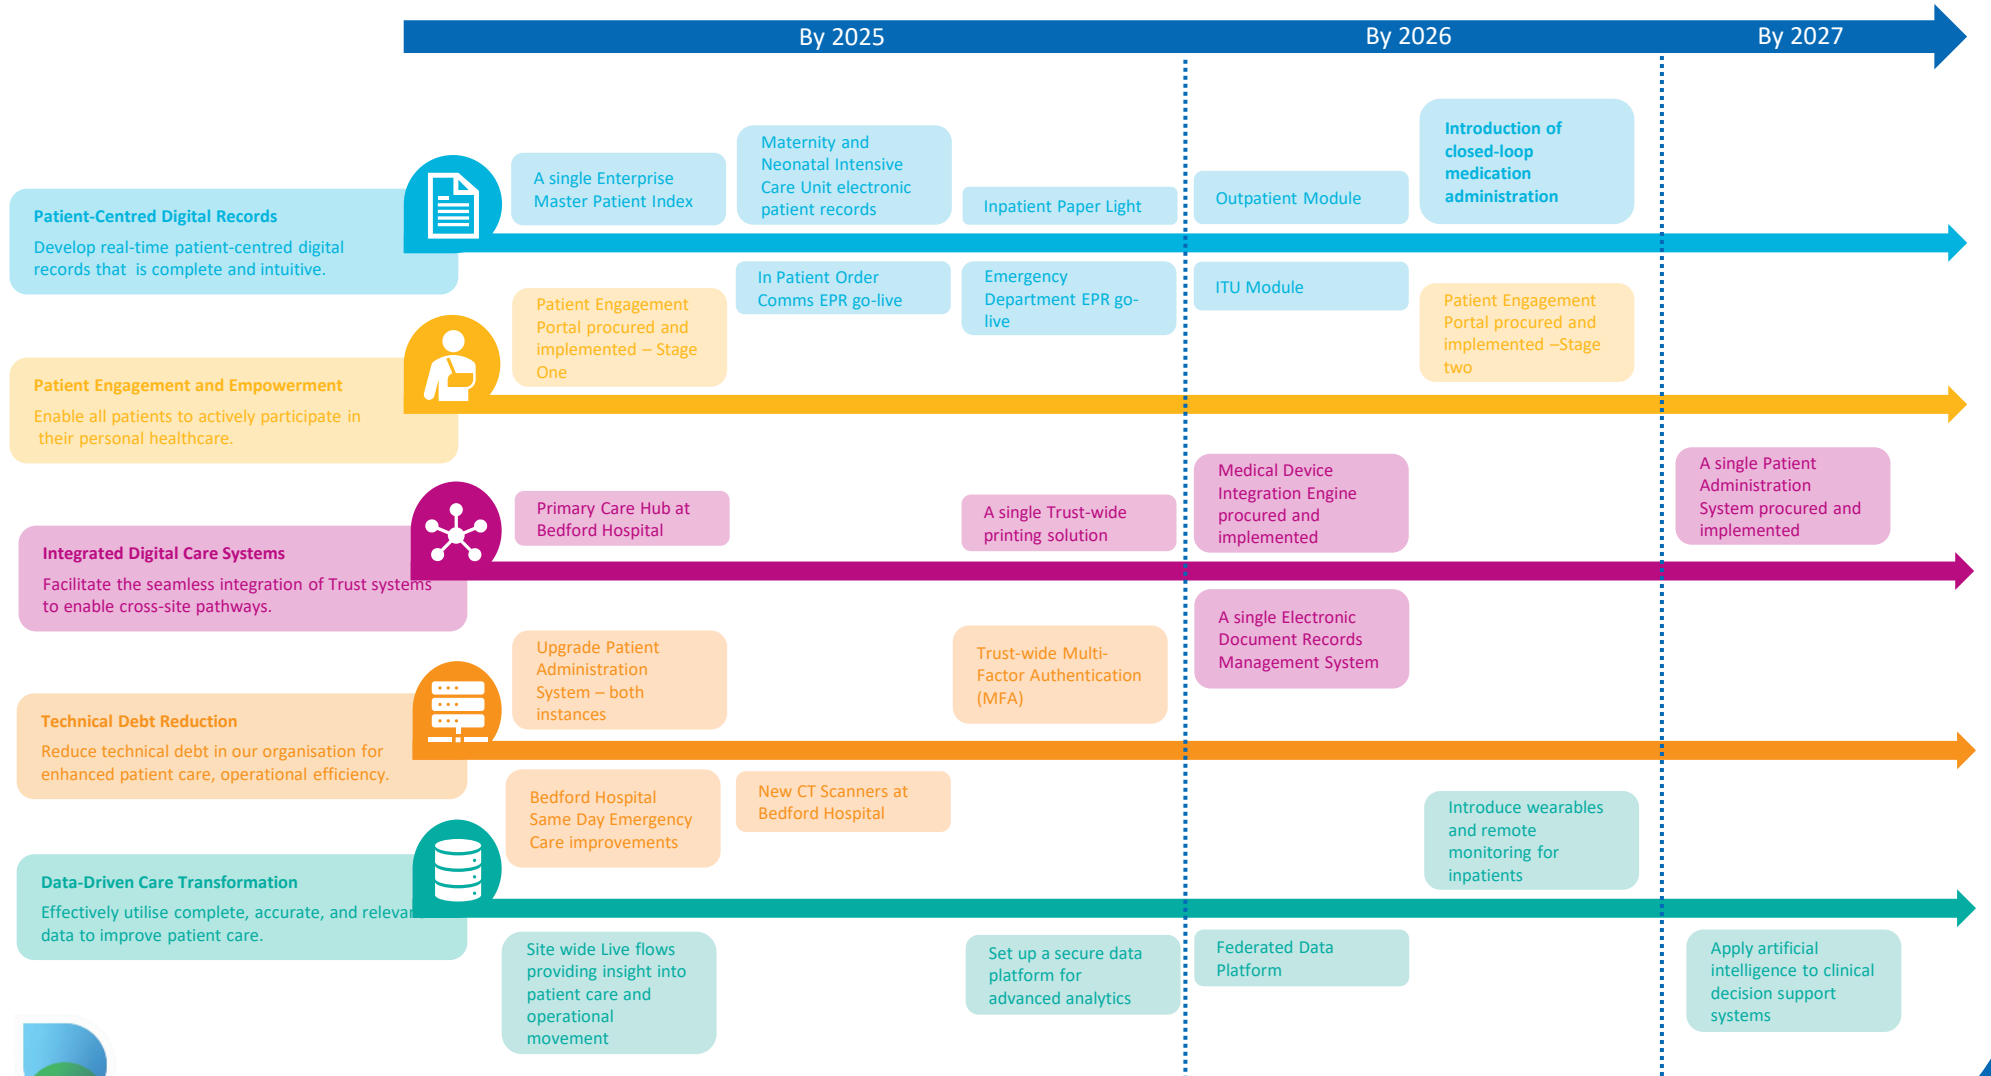 By 2025
By 2026
By 2027
Patient-Centred Digital Records
Develop real-time patient-centred digital
records that  is complete and intuitive.
A single Enterprise
Master Patient Index
Maternity and
Neonatal Intensive
Care Unit electronic
patient records
Inpatient Paper Light
Outpatient Module
Introduction of
closed-loop
medication
administration
In Patient Order
Comms EPR go-live
Emergency
Department EPR go-
live
ITU Module
Patient Engagement and Empowerment
Enable all patients to actively participate in
their personal healthcare.
Patient Engagement
Portal procured and
implemented – Stage
One
Patient Engagement
Portal procured and
implemented –Stage
two
Integrated Digital Care Systems
Facilitate the seamless integration of Trust systems
to enable cross-site pathways.
Primary Care Hub at
Bedford Hospital
A single Trust-wide
printing solution
Medical Device
Integration Engine
procured and
implemented
A single Patient
Administration
System procured and
implemented
A single Electronic
Document Records
Management System
Technical Debt Reduction
Reduce technical debt in our organisation for
enhanced patient care, operational efficiency.
Upgrade Patient
Administration
System – both
instances
Trust-wide Multi-
Factor Authentication
(MFA)
Bedford Hospital
Same Day Emergency
Care improvements
New CT Scanners at
Bedford Hospital
Data-Driven Care Transformation
Effectively utilise complete, accurate, and relevan
data to improve patient care.
Introduce wearables
and remote
monitoring for
inpatients
Site wide Live flows
providing insight into
patient care and
operational
movement
Set up a secure data
platform for
advanced analytics
Federated Data
Platform
Apply artificial
intelligence to clinical
decision support
systems